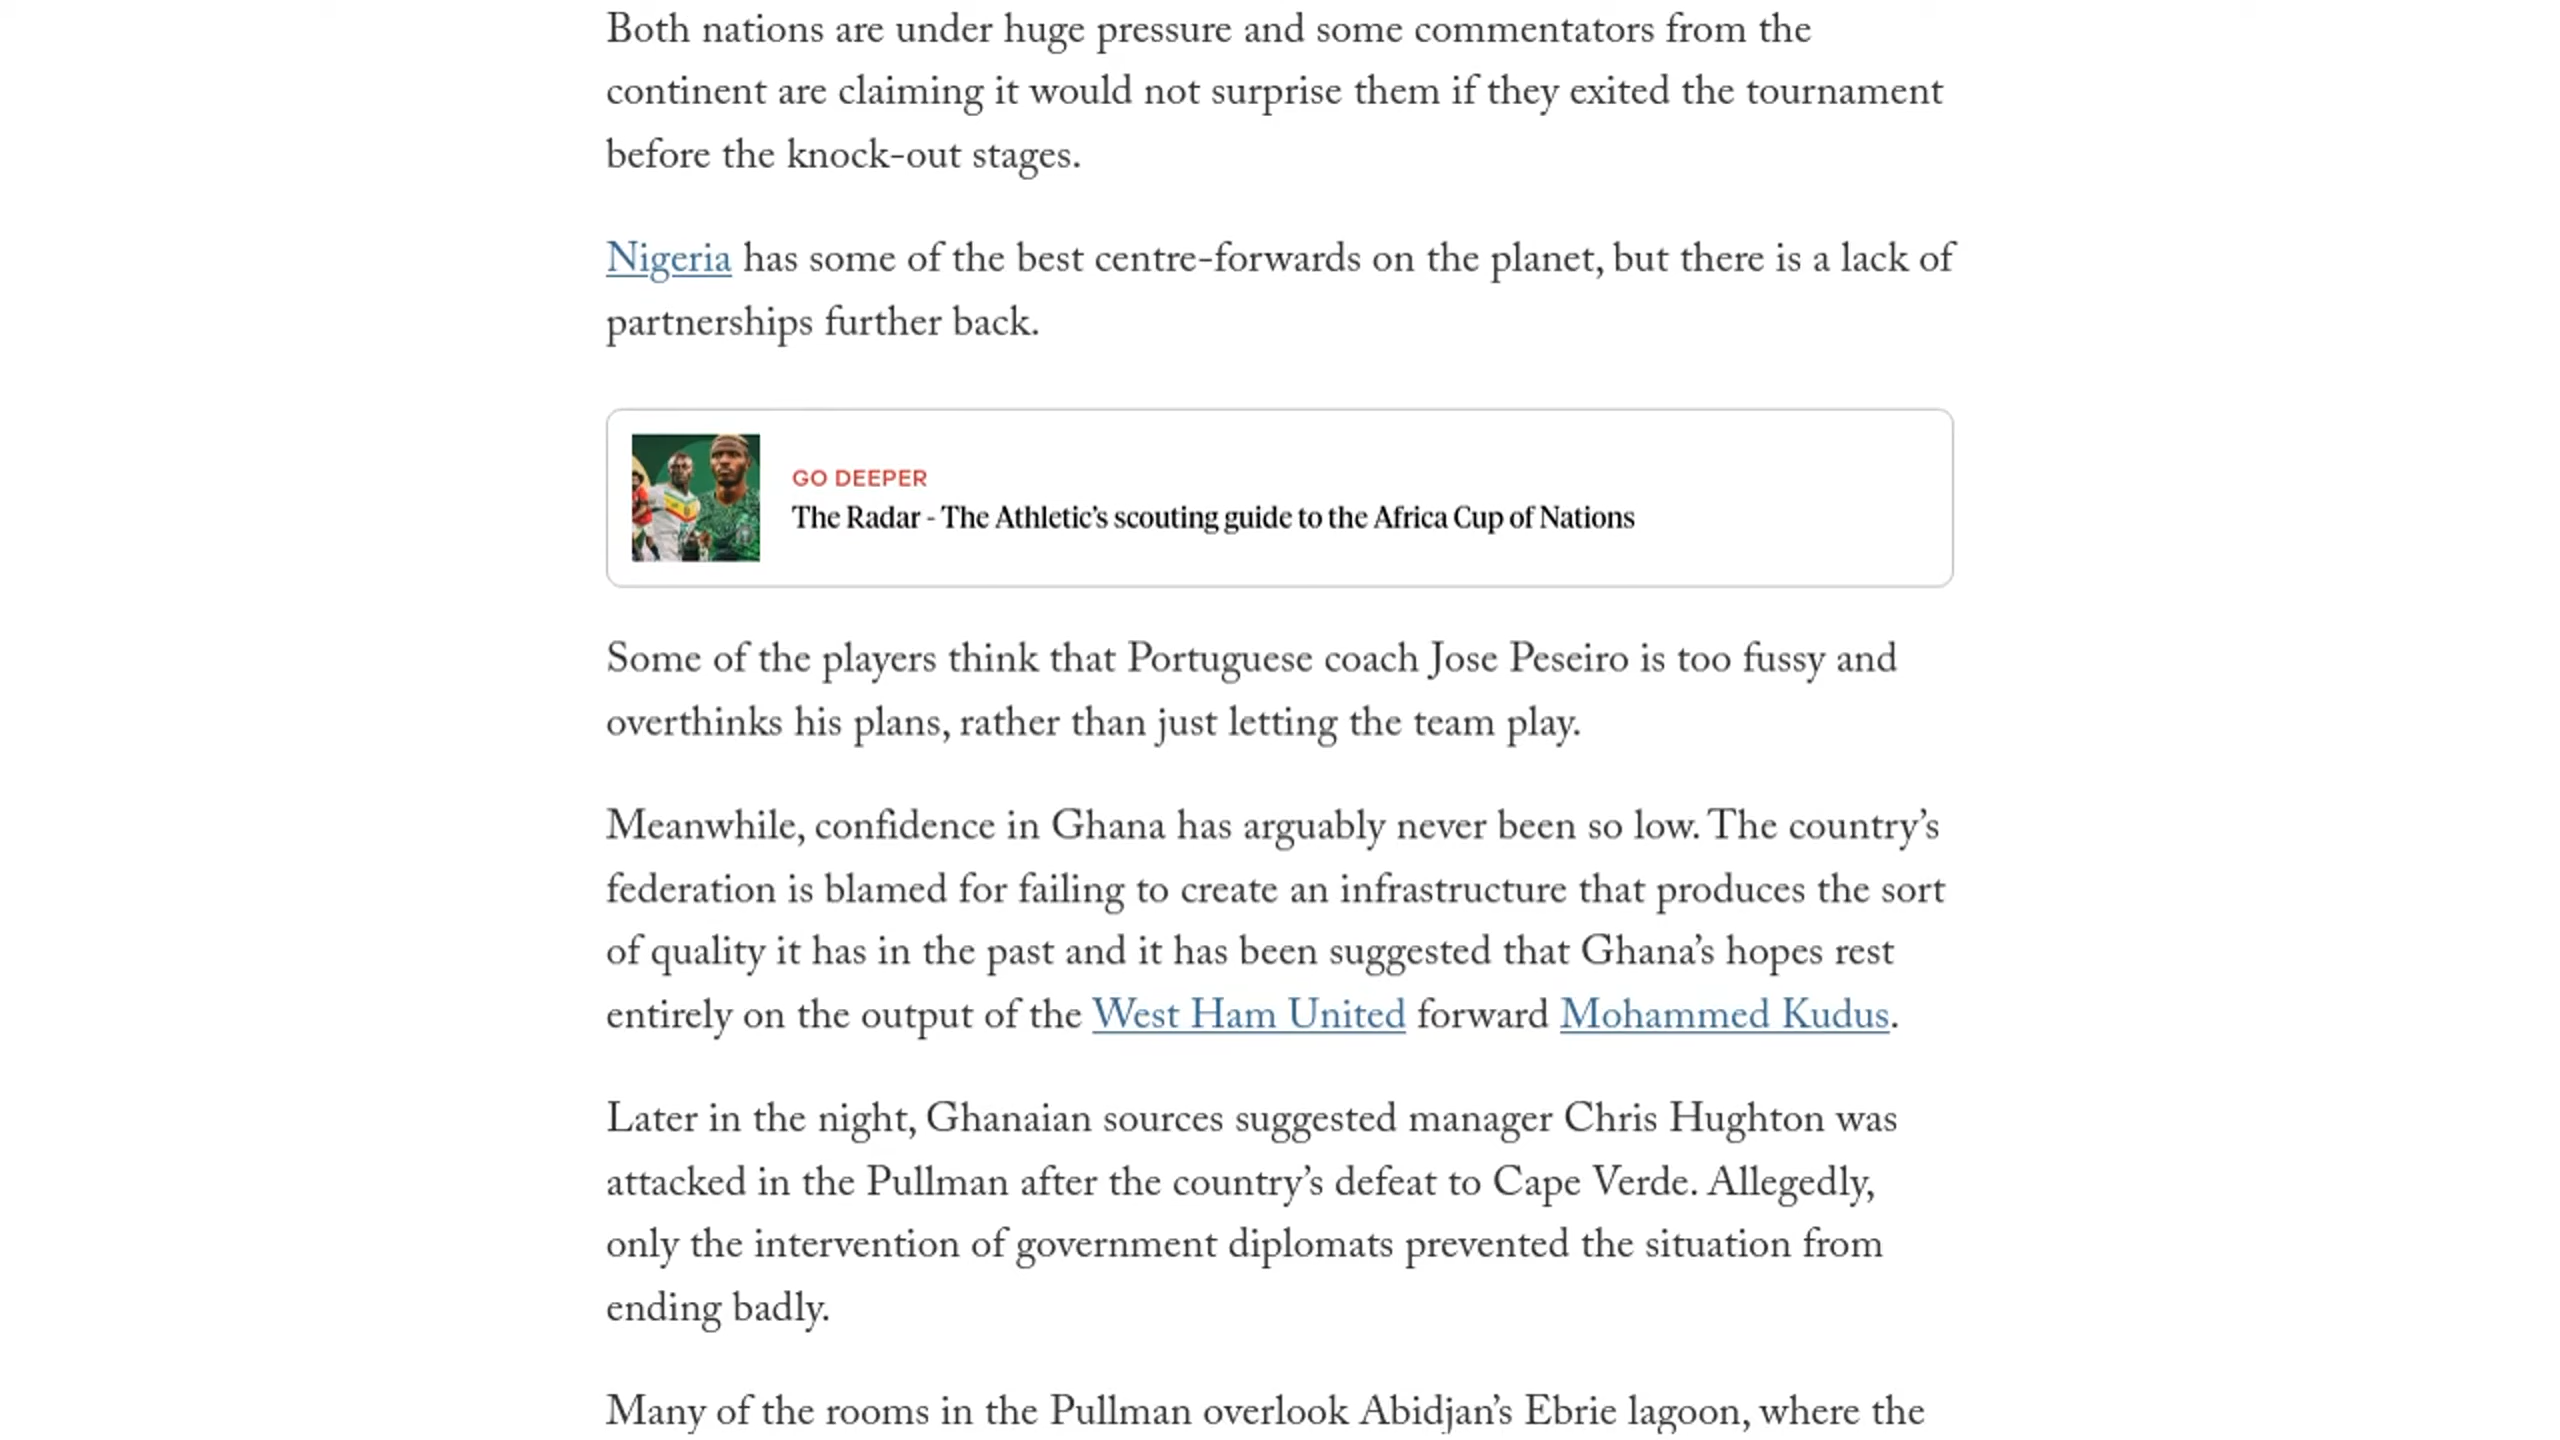 Both nations are under huge pressure and some commentators from the
continent are claiming it would not surprise them if they exited the tournament
before the knock-out stages.
Nigeria has some of the best centre-forwards on the planet, but there is a lack of
partnerships further back.
GO DEEPER
The Radar - The Athletic’s scouting guide to the Africa Cup of Nations
Some of the players think that Portuguese coach Jose Peseiro is too fussy and
overthinks his plans, rather than just letting the team play.
Meanwhile, confidence in Ghana has arguably never been so low. The country’s
federation is blamed for failing to create an infrastructure that produces the sort
of quality it has in the past and it has been suggested that Ghana’s hopes rest
entirely on the output of the West Ham United forward Mohammed Kudus.
Later in the night, Ghanaian sources suggested manager Chris Hughton was
attacked in the Pullman after the country’s defeat to Cape Verde. Allegedly,
only the intervention of government diplomats prevented the situation from
ending badly.
Many of the rooms in the Pullman overlook Abidjan’s Ebrie lagoon, where the